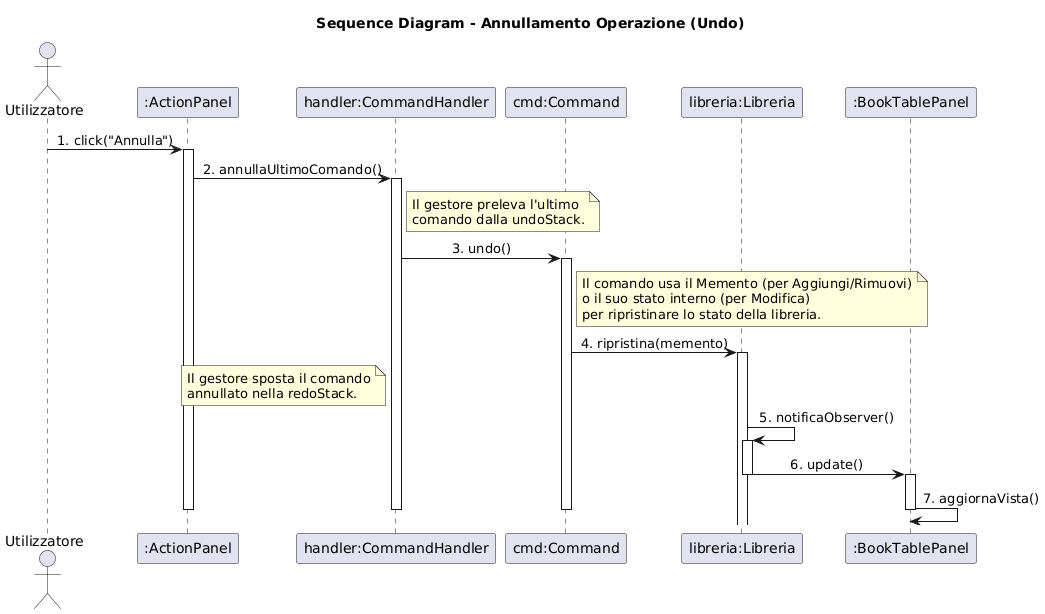 Sequence Diagram - Annullamento Operazione (Undo)
Utilizzatore
:ActionPanel
handler:CommandHandler
cmd:Command
libreria:Libreria
:BookTablePanel
1. click("Annulla")
2. annullaUltimoComando()
Il gestore preleva l'ultimo
comando dalla undoStack.
3. undo()
Il comando usa il Memento (per Aggiungi/Rimuovi)
o il suo stato interno (per Modifica)
per ripristinare lo stato della libreria.
4. ripristina(memento)
Il gestore sposta il comando
annullato nella redoStack.
5. notificaObserver()
6. update()
7. aggiornaVista()
Utilizzatore
:ActionPanel
handler:CommandHandler
cmd:Command
libreria:Libreria
:BookTablePanel